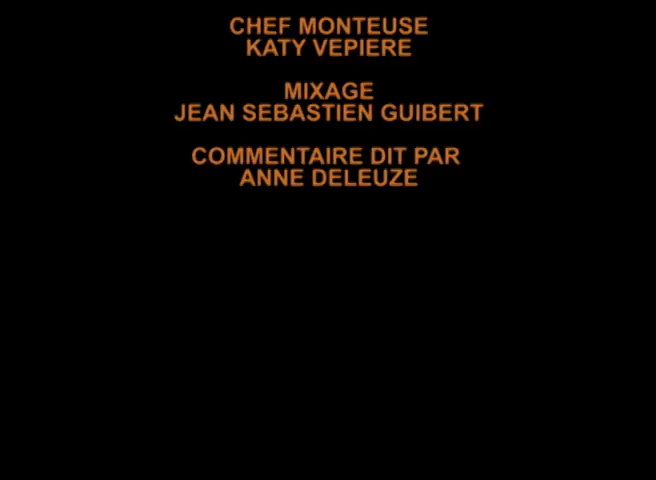 CHEF MONTEUSE
KATY VEPIERE
MIXAGE
JEAN SEBASTIEN GUIBERT
COMMENTAIRE DIT PAR
ANNE DELEUZE